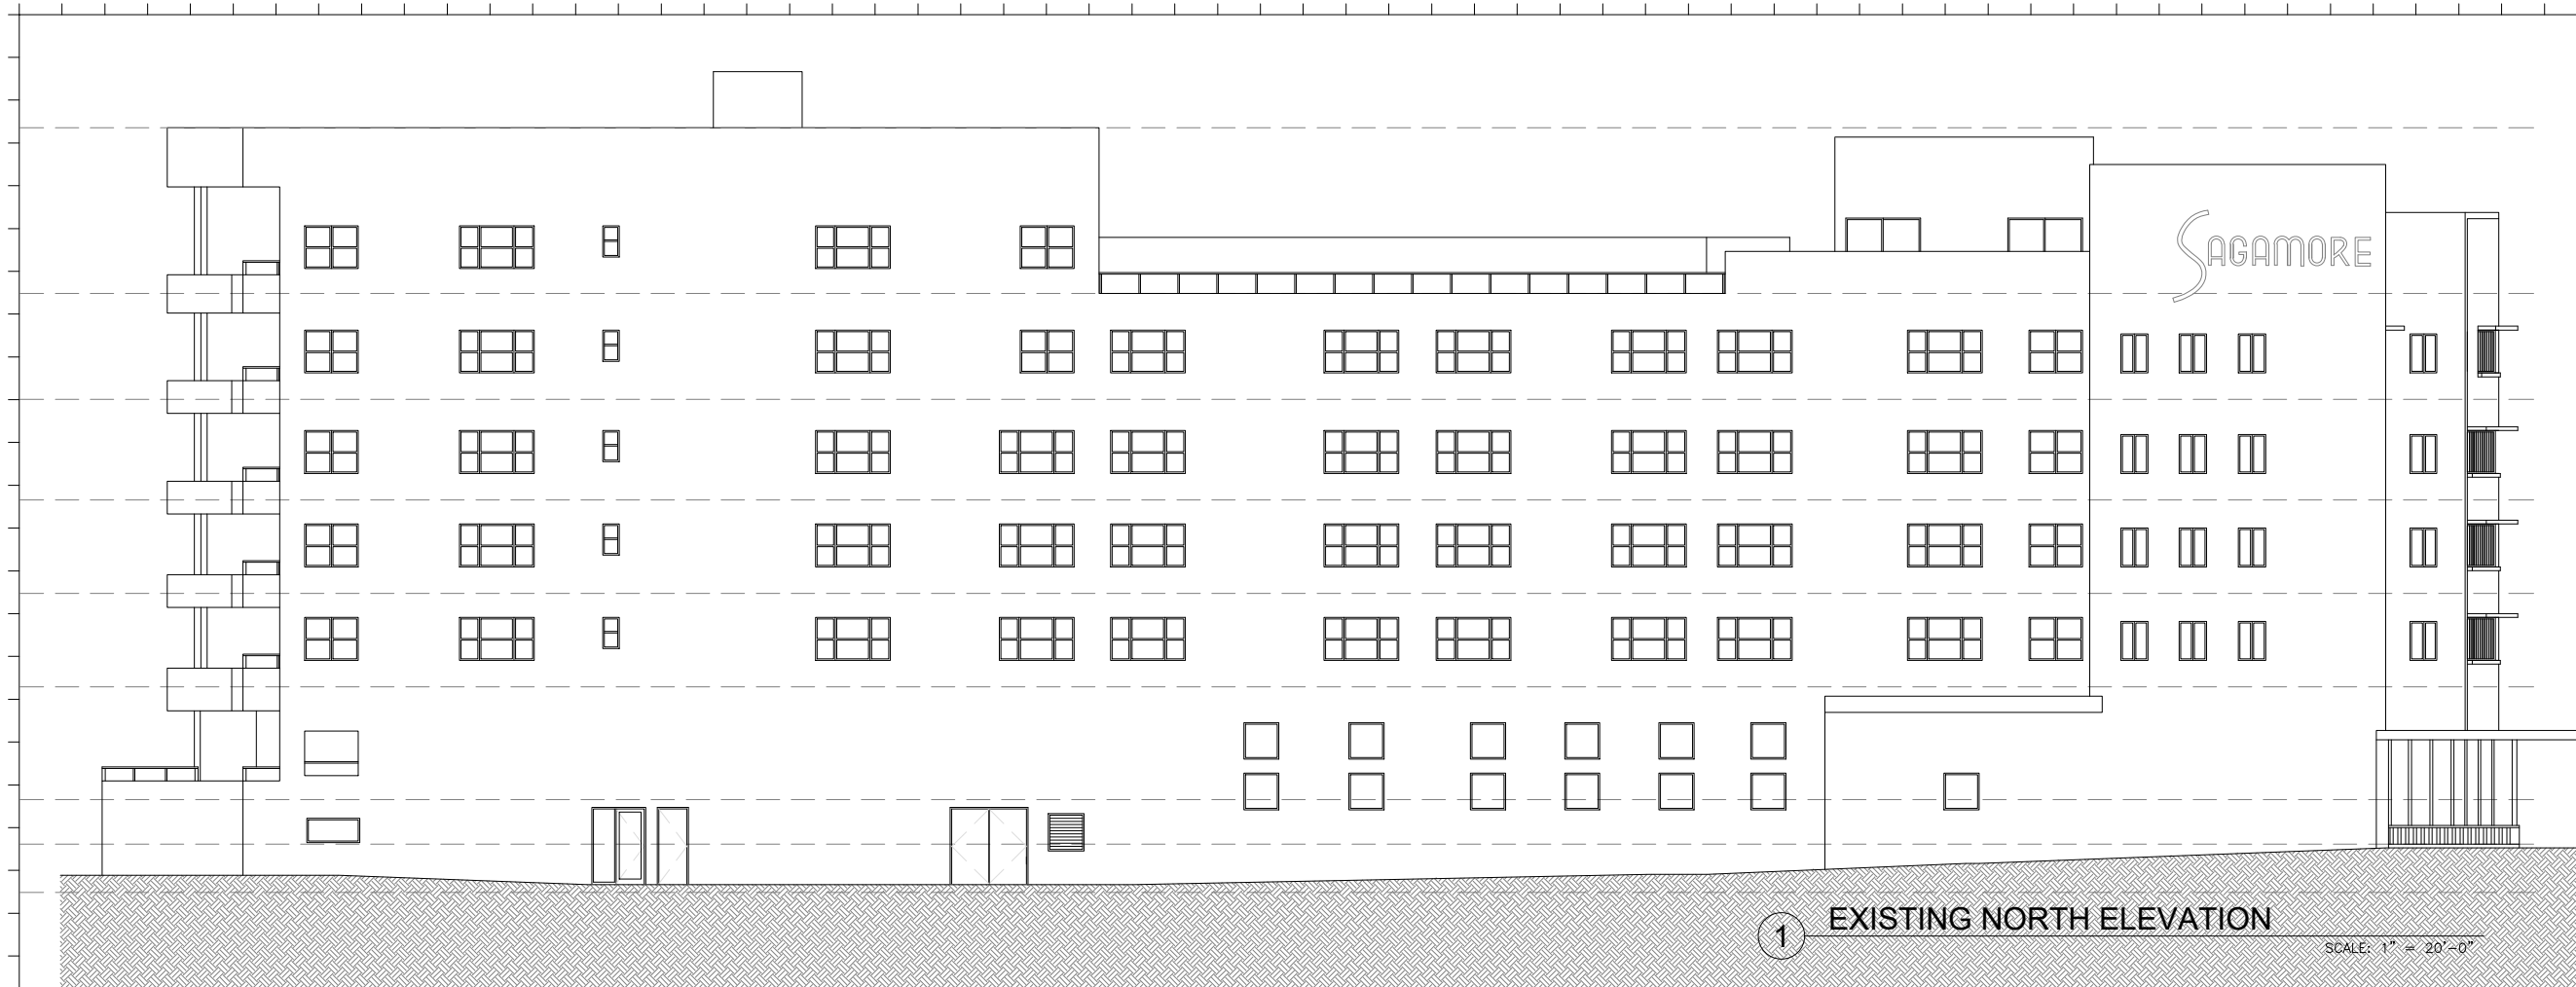 SAGAMORE
1
EXISTING NORTH ELEVATION
SCALE: 1" = 20'-0"